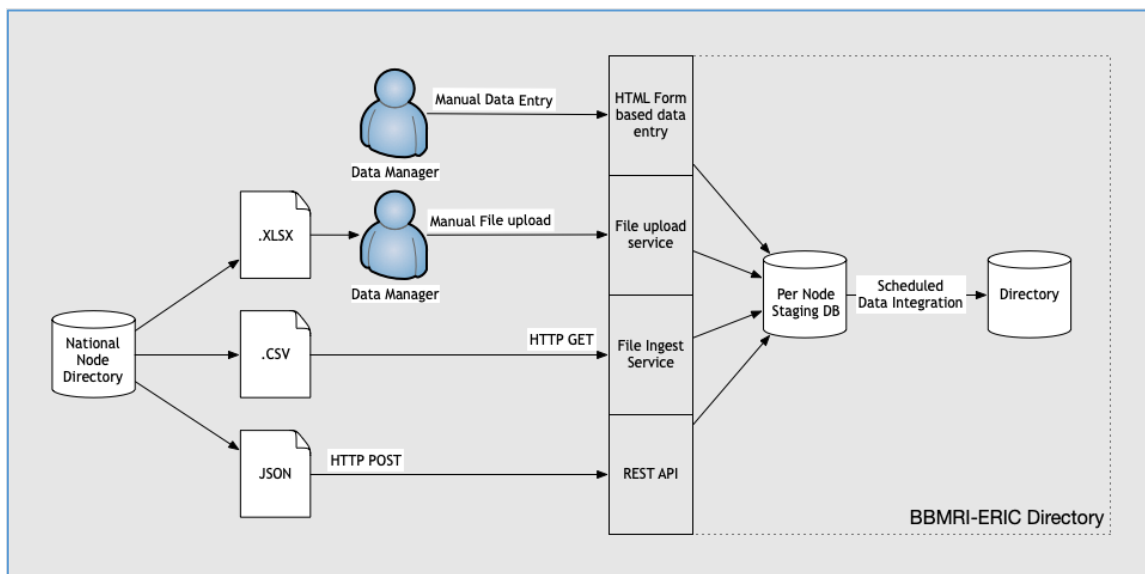 Manual Data Entry
HTML Form
based data
entry
Data Manager
.XLSX
Manual File upload
File upload
service
Data Manager
National
Node
Directory
.CSV
HTTP GET
File Ingest
Service
Per Node
Staging DB
Scheduled
Data Integration
Directory
JSON
HTTP POST
REST API
BBMRI-ERIC Directory